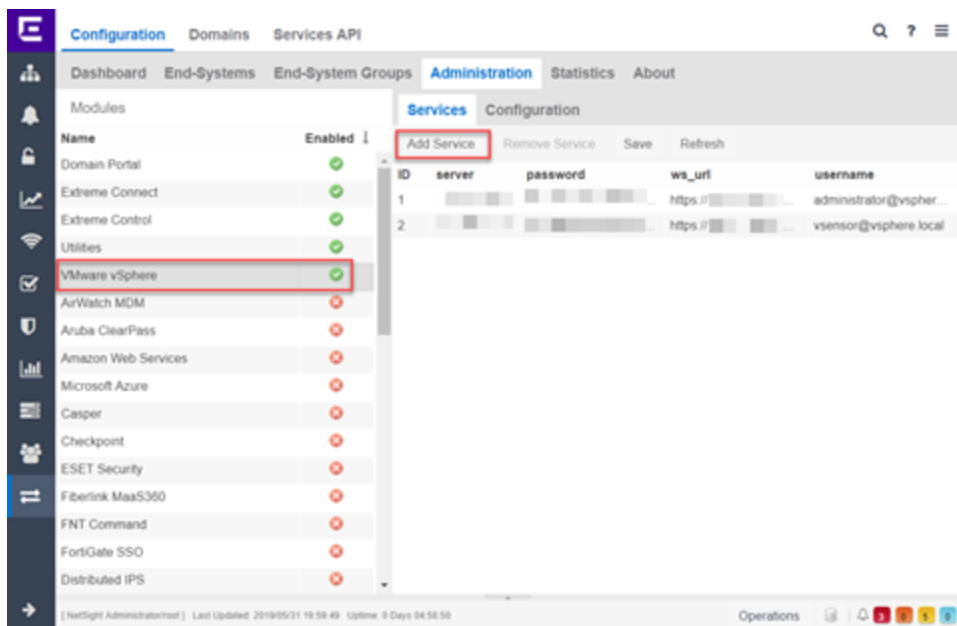 Configuration Domains Services API ?
Dashboard End-Systems End-System Groups Administration Statistics About
Modules
Services Configuration
Name Enabled ↓
Add Service Remove Service Save Refresh
Domain Portal
ID server password ws_url username
Extreme Connect
1 ... https:// ... administrator@vspher...
Extreme Control
2 ... https:// ... vsensor@vsphere.local
Utilities
VMware vSphere
AirWatch MDM
Aruba ClearPass
Amazon Web Services
Microsoft Azure
Casper
Checkpoint
ESET Security
Fiberlink MaaS360
FNT Command
FortiGate SSO
Distributed IPS
[ NetSight Administrator/root ] Last Updated: 2019/05/31 19:59:49 Uptime: 0 Days 04:58:50 Operations 3 0 5 0